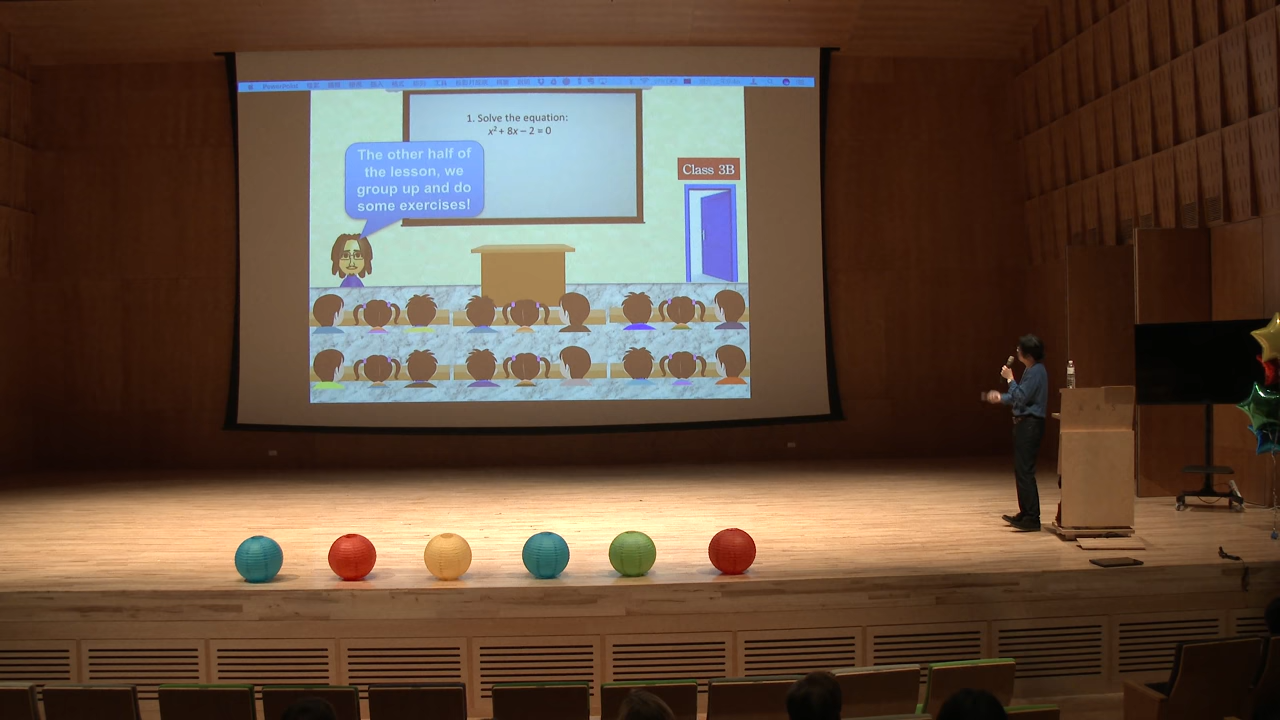 PowerPoint
1. Solve the equation:
x² + 8x – 2 = 0
The other half of
the lesson, we
group up and do
some exercises!
Class 3B